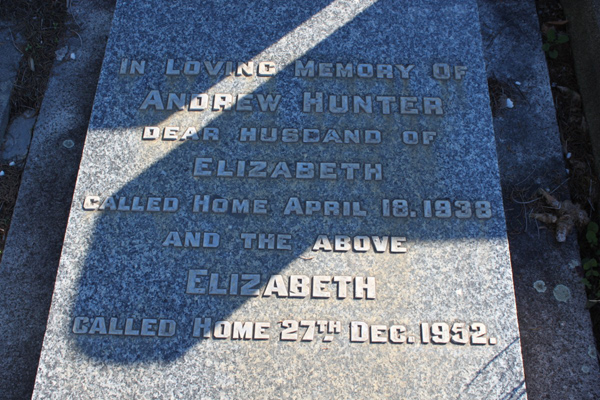 In Loving Memory of
Andrew Hunter
dear husband of
Elizabeth
called Home April 18. 1938
and the above
Elizabeth
called Home 27th Dec. 1952.